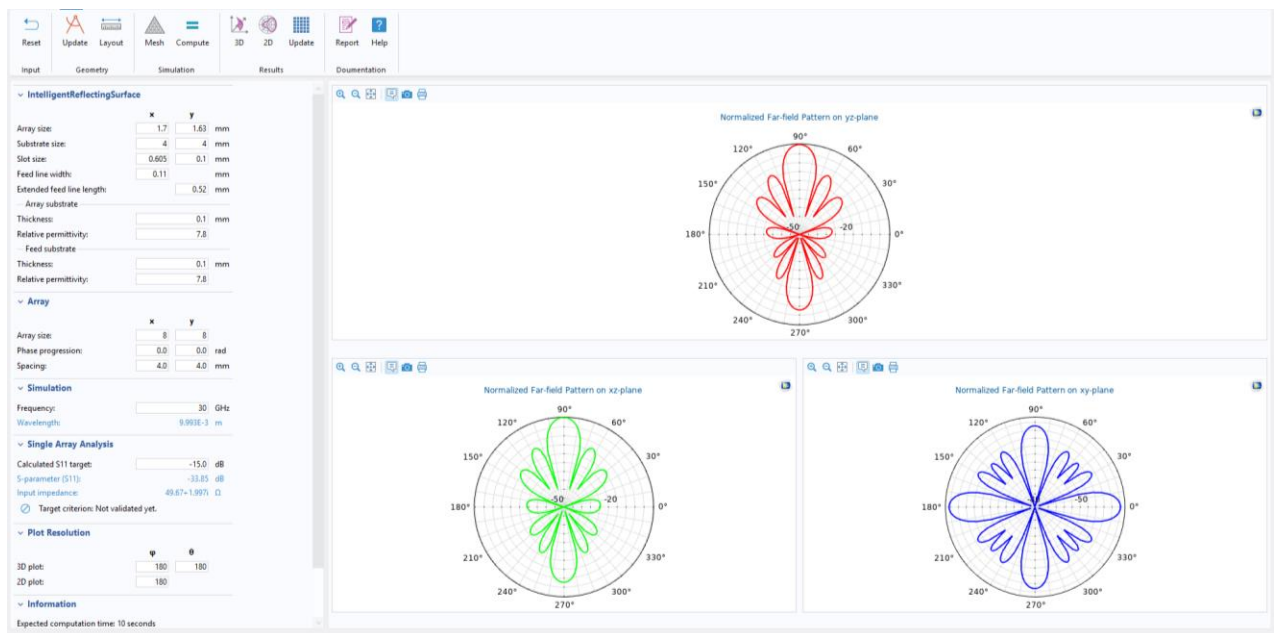 Reset Update Layout Mesh Compute 3D 2D Update Report Help
Input Geometry Simulation Results Doumentation
IntelligentReflectingSurface
x y
Array size: 1.7 1.63 mm
Substrate size: 4 4 mm
Slot size: 0.605 0.1 mm
Feed line width: 0.11 mm
Extended feed line length: 0.52 mm
Array substrate
Thickness: 0.1 mm
Relative permittivity: 7.8
Feed substrate
Thickness: 0.1 mm
Relative permittivity: 7.8
Array
x y
Array size: 8 8
Phase progression: 0.0 0.0 rad
Spacing: 4.0 4.0 mm
Simulation
Frequency: 30 GHz
Wavelength: 9.993E-3 m
Single Array Analysis
Calculated S11 target: -15.0 dB
S-parameter (S11): -33.85 dB
Input impedance: 49.67+1.997i Ω
Target criterion: Not validated yet.
Plot Resolution
φ θ
3D plot: 180 180
2D plot: 180
Information
Expected computation time: 10 seconds
Normalized Far-field Pattern on yz-plane
90°
120° 60°
150° 30°
180° -50 -20 0°
210° 330°
240° 300°
270°
Normalized Far-field Pattern on xz-plane
90°
120° 60°
150° 30°
180° -50 -20 0°
210° 330°
240° 300°
270°
Normalized Far-field Pattern on xy-plane
90°
120° 60°
150° 30°
180° -50 0°
210° 330°
240° 300°
270°